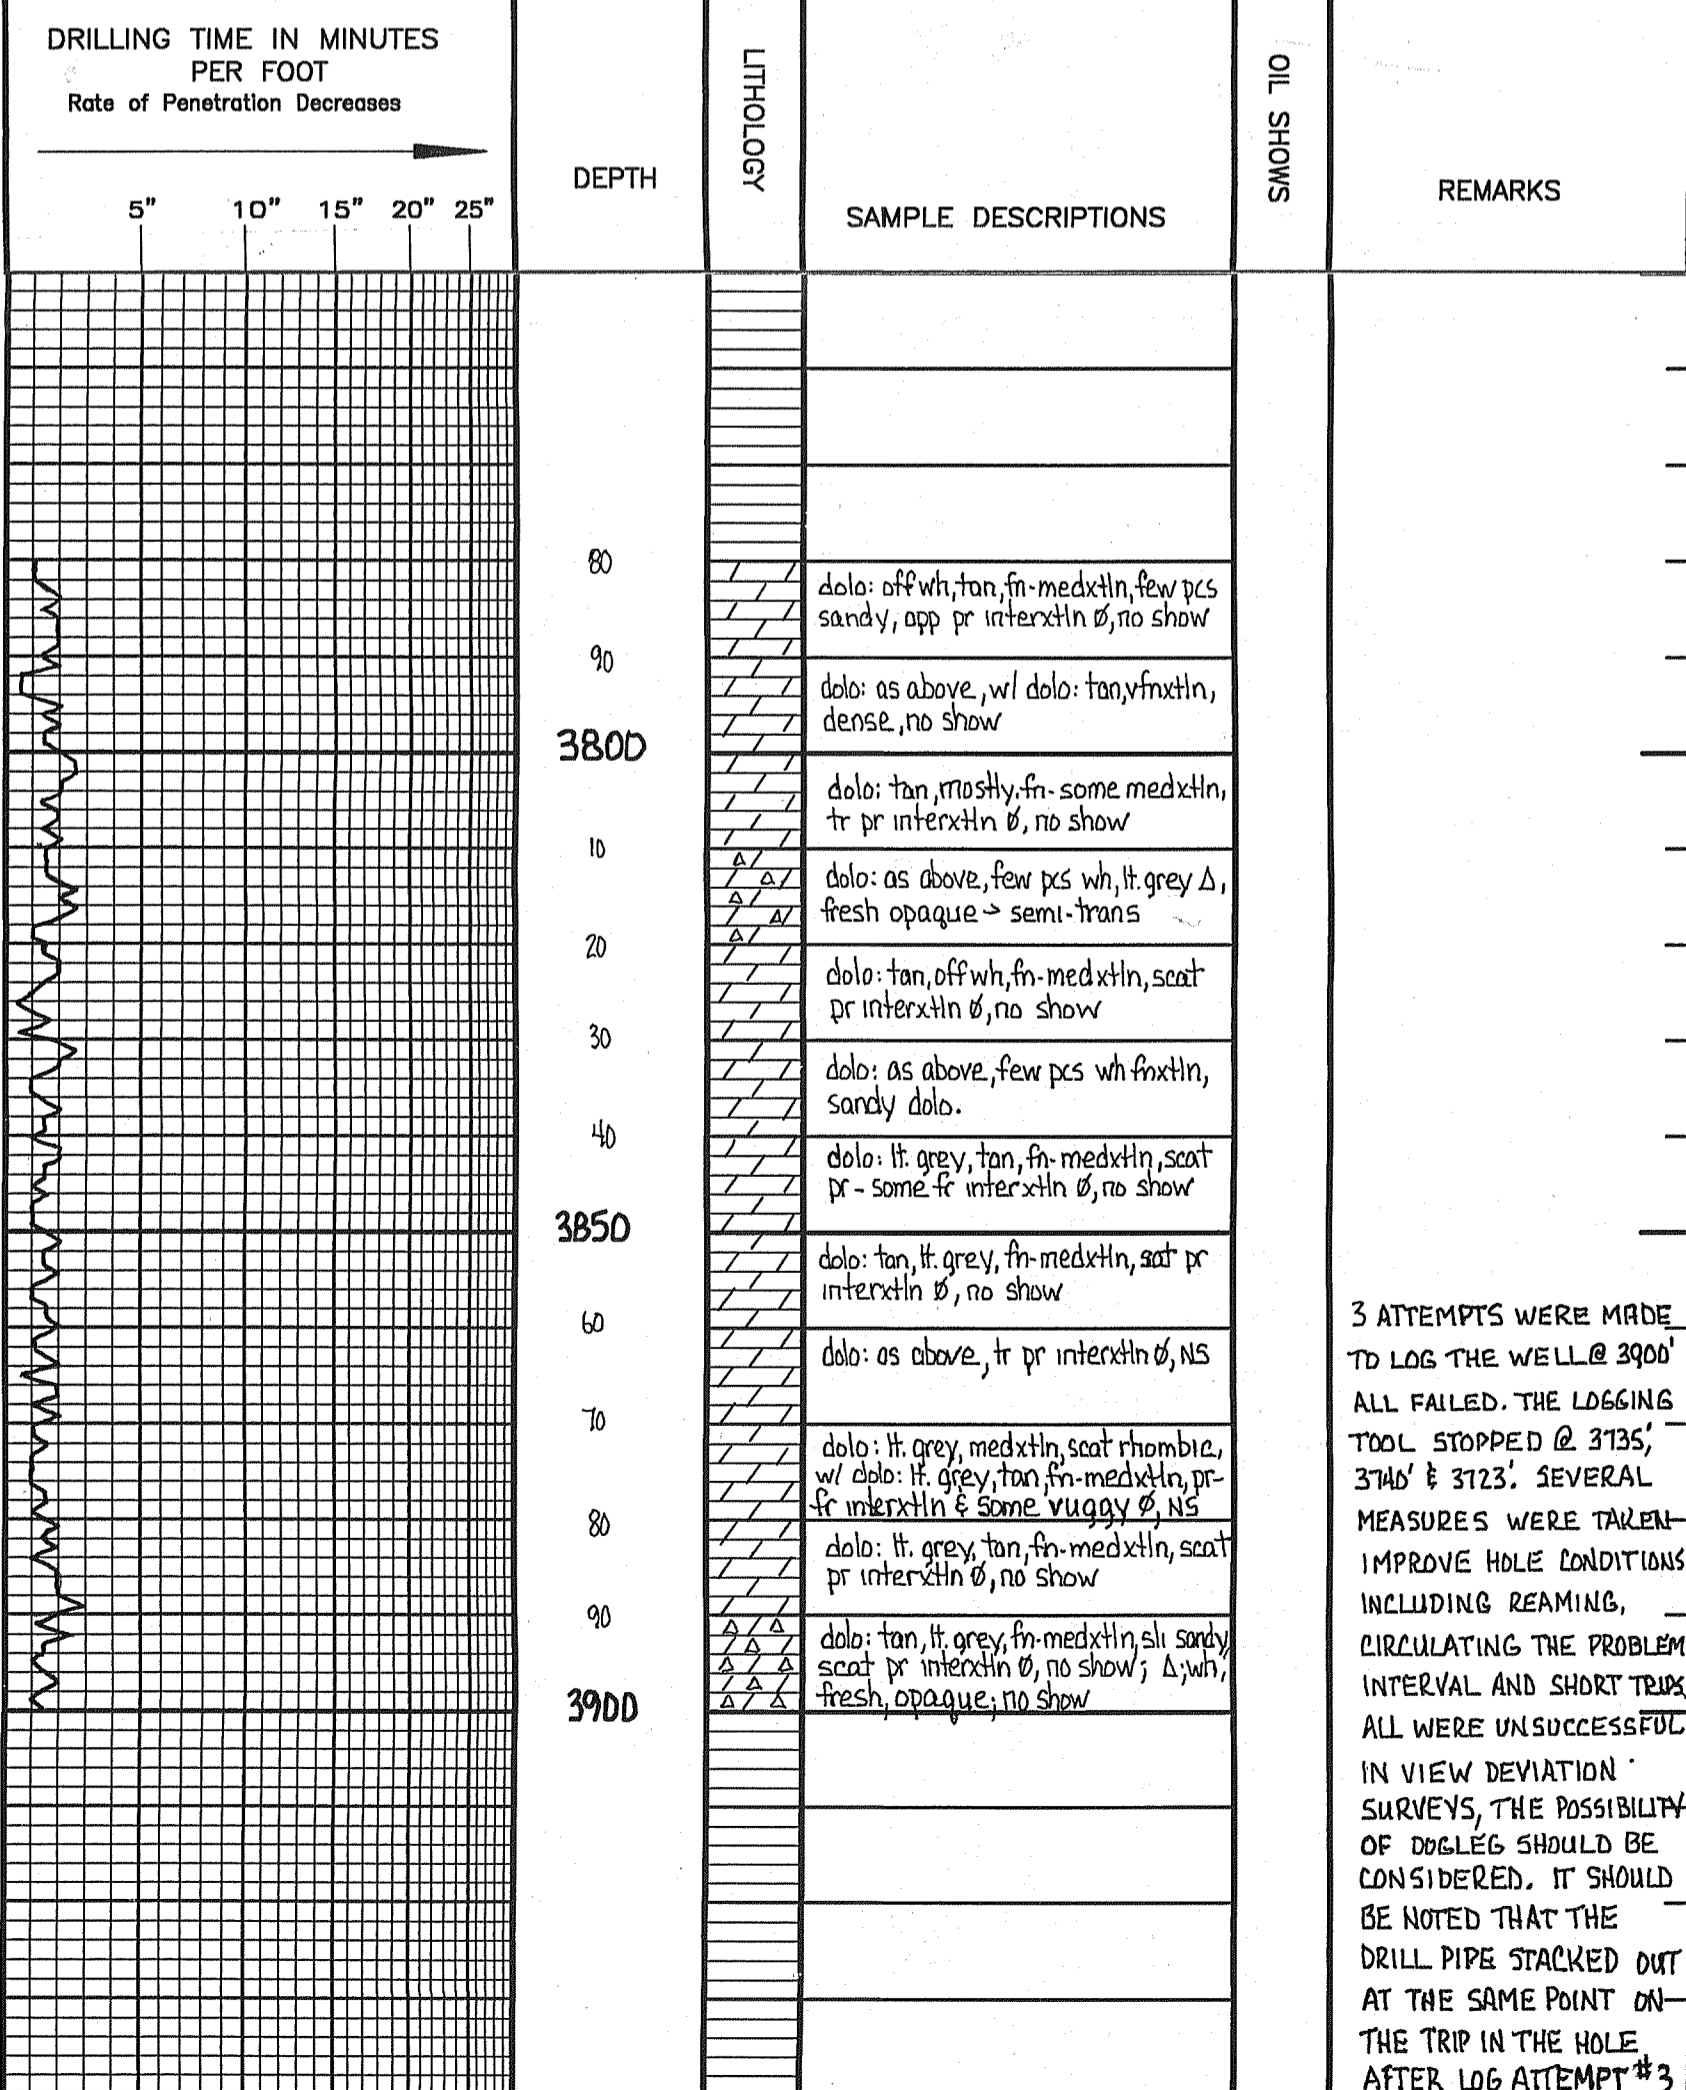 DRILLING TIME IN MINUTES
PER FOOT
Rate of Penetration Decreases
5" 10" 15" 20" 25"
DEPTH
LITHOLOGY
SAMPLE DESCRIPTIONS
OIL SHOWS
REMARKS
80
dolo: off wh, tan, fn-medxtln, few pcs
sandy, app pr interxtln Ø, no show
90
dolo: as above, w/ dolo: tan, vfnxtln,
dense, no show
3800
dolo: tan, mostly fn-some medxtln,
tr pr interxtln Ø, no show
10
dolo: as above, few pcs wh, lt. grey Δ,
fresh opaque → semi-trans
20
dolo: tan, off wh, fn-medxtln, scat
pr interxtln Ø, no show
30
dolo: as above, few pcs wh fnxtln,
sandy dolo.
40
dolo: lt. grey, tan, fn-medxtln, scat
pr - some fr interxtln Ø, no show
3850
dolo: tan, lt. grey, fn-medxtln, sat pr
interxtln Ø, no show
60
dolo: as above, tr pr interxtln Ø, NS
70
dolo: lt. grey, medxtln, scat rhombic,
w/ dolo: lt. grey, tan, fn-medxtln, pr-
fr interxtln & some vuggy Ø, NS
80
dolo: lt. grey, tan, fn-medxtln, scat
pr interxtln Ø, no show
90
dolo: tan, lt. grey, fn-medxtln, sli sandy
scat pr interxtln Ø, no show; Δ; wh,
fresh, opaque; no show
3900
3 ATTEMPTS WERE MADE
TO LOG THE WELL @ 3900'
ALL FAILED. THE LOGGING
TOOL STOPPED @ 3735',
3740' & 3723'. SEVERAL
MEASURES WERE TAKEN
IMPROVE HOLE CONDITIONS
INCLUDING REAMING,
CIRCULATING THE PROBLEM
INTERVAL AND SHORT TRIPS
ALL WERE UNSUCCESSFUL
IN VIEW DEVIATION
SURVEYS, THE POSSIBILITY
OF DOGLEG SHOULD BE
CONSIDERED. IT SHOULD
BE NOTED THAT THE
DRILL PIPE STACKED OUT
AT THE SAME POINT ON
THE TRIP IN THE HOLE
AFTER LOG ATTEMPT #3